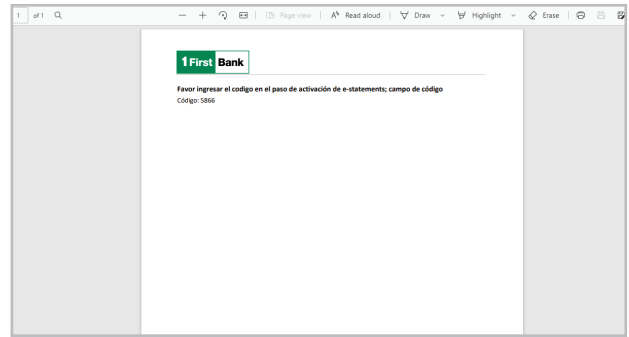 1 of 1 Page view Read aloud Draw Highlight Erase
1 First Bank
Favor ingresar el codigo en el paso de activación de e-statements; campo de código
Código: 5866